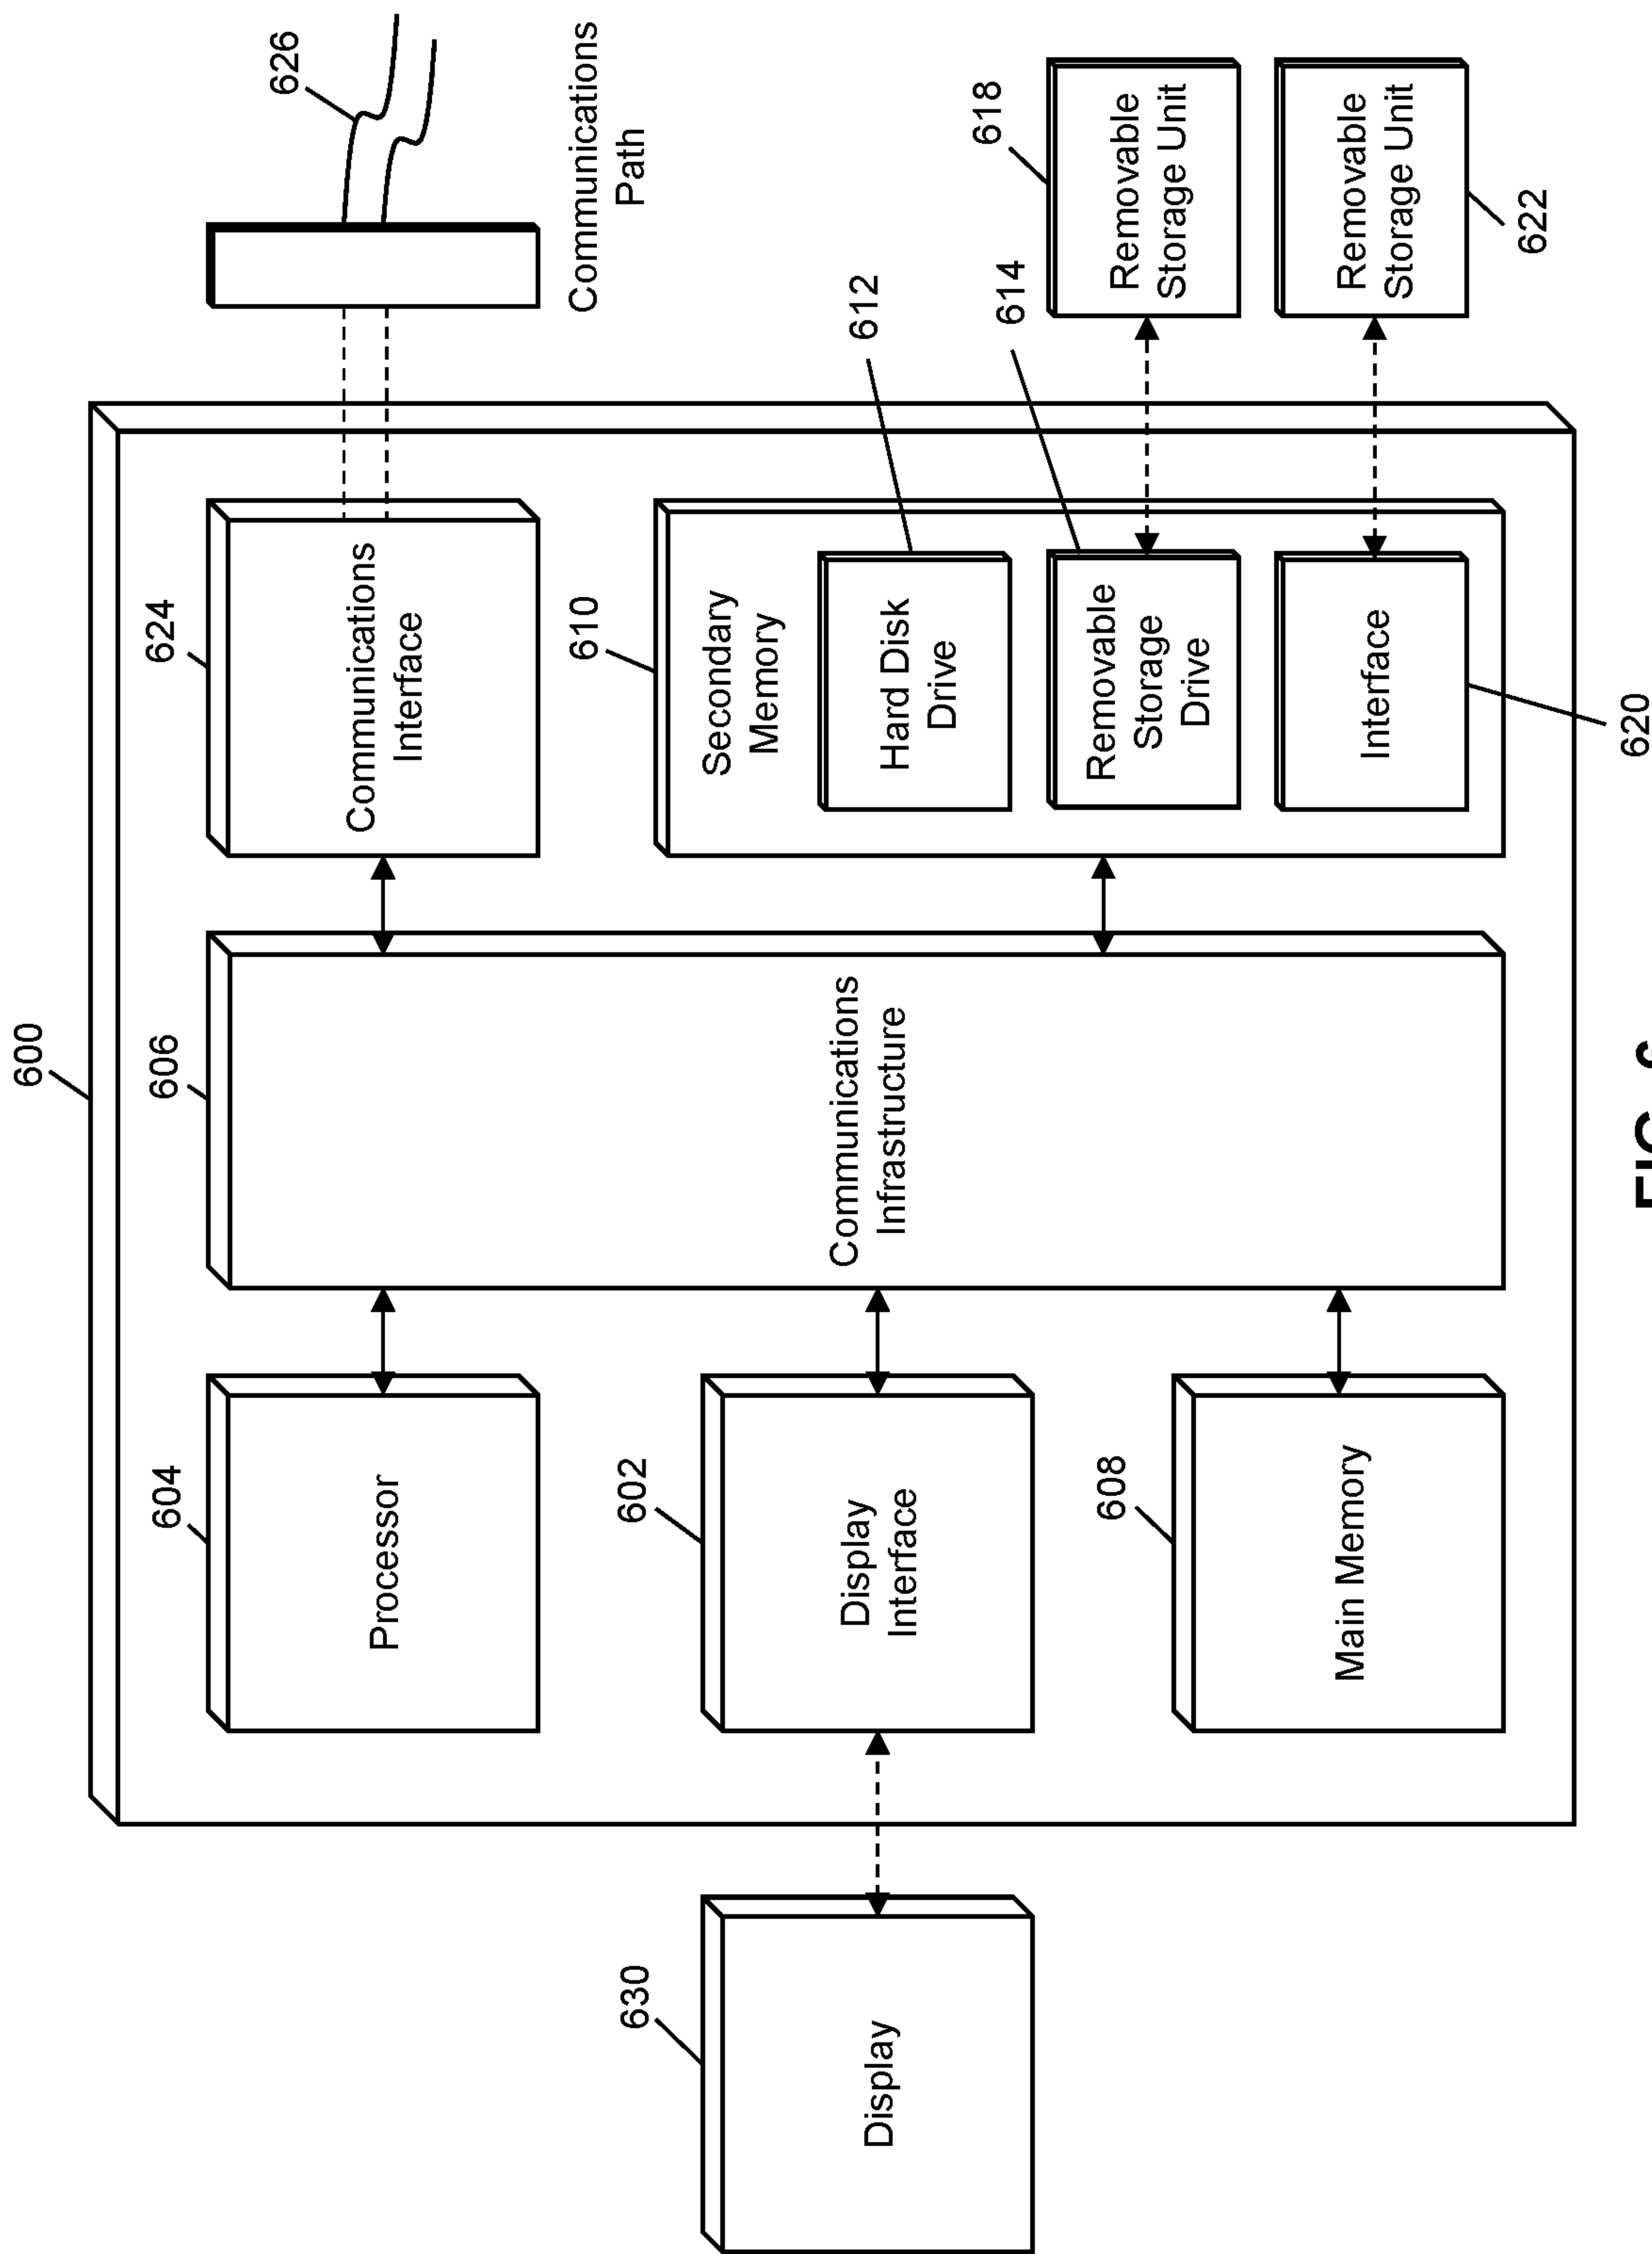 600
604
606
624
626
Processor
Communications
Interface
Communications
Path
630
602
610
Display
Display
Interface
Communications
Infrastructure
Secondary
Memory
612
Hard Disk
Drive
608
614
618
Removable
Storage
Drive
Removable
Storage Unit
Main Memory
Interface
Removable
Storage Unit
622
620
FIG